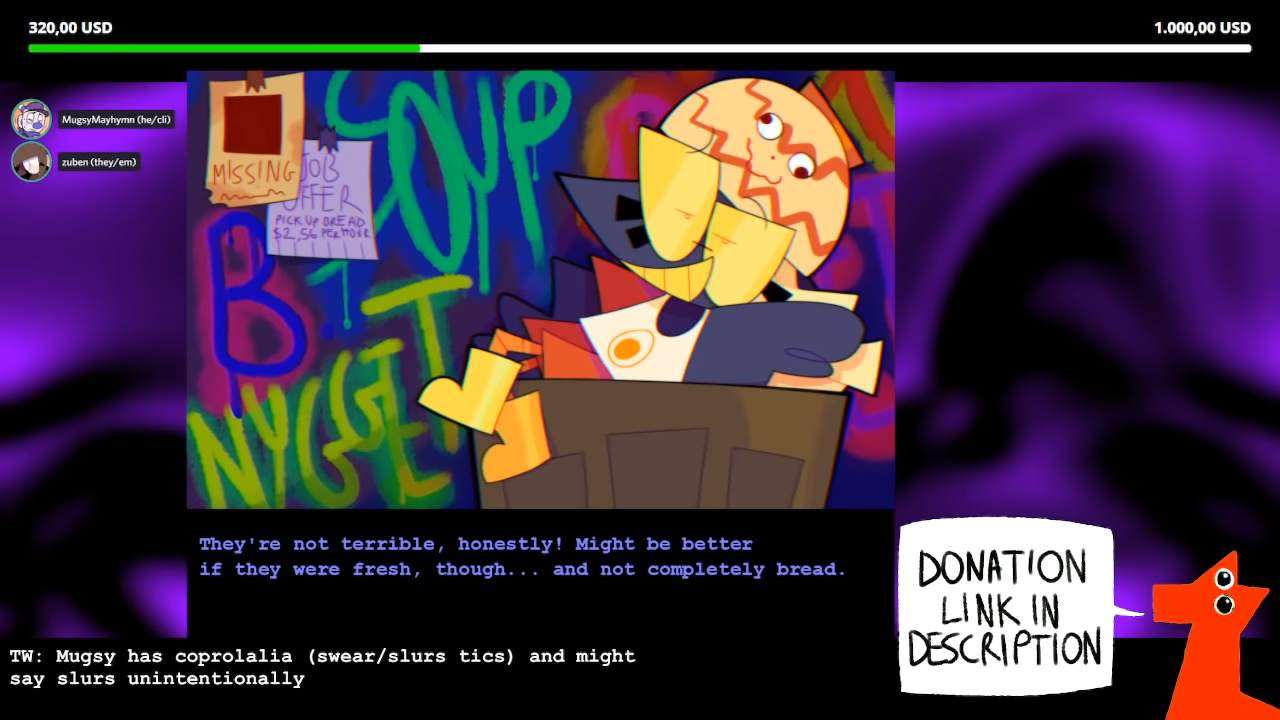 320,00 USD
1.000,00 USD
MugsyMayhymn (he/cli)
zuben (they/em)
MISSING
JOB
OFFER
PICK UP BREAD
$2,56 PER HOUR
SOUP
B
NYGGET
They're not terrible, honestly! Might be better
if they were fresh, though... and not completely bread.
DONATION
LINK IN
DESCRIPTION
TW: Mugsy has coprolalia (swear/slurs tics) and might
say slurs unintentionally